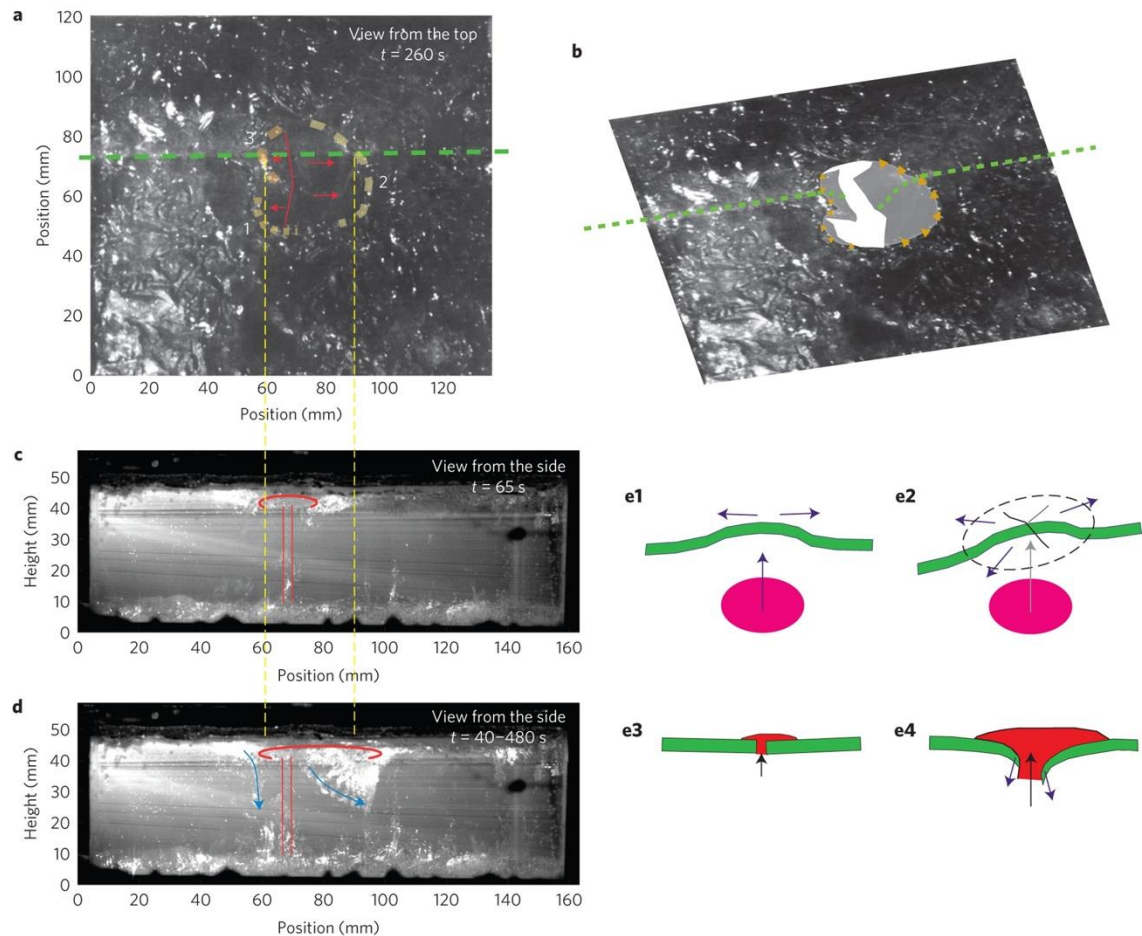 a
View from the top
t = 260 s
120
100
80
60
40
20
0
Position (mm)
3
2
1
0 20 40 60 80 100 120
Position (mm)
b
c
View from the side
t = 65 s
50
40
30
20
10
0
Height (mm)
0 20 40 60 80 100 120 140 160
Position (mm)
d
View from the side
t = 40–480 s
50
40
30
20
10
0
Height (mm)
0 20 40 60 80 100 120 140 160
Position (mm)
e1
e2
e3
e4